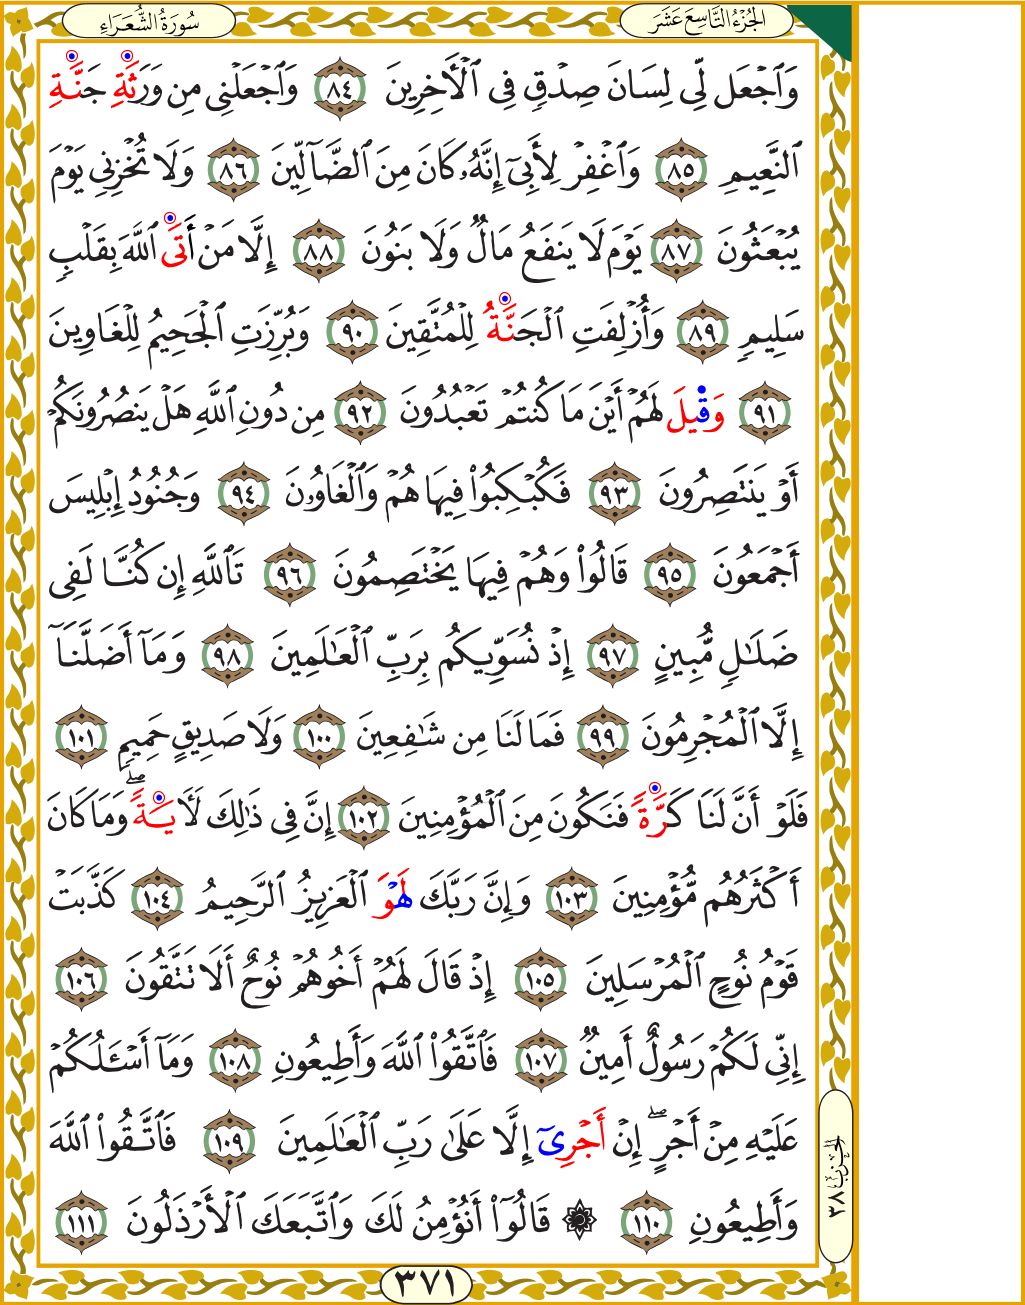 الجُزْءُ التَّاسِعَ عَشَرَ
سُورَةُ الشُّعَرَاءِ
وَٱجْعَل لِّى لِسَانَ صِدْقٍ فِى ٱلْأَخِرِينَ ٨٤ وَٱجْعَلْنِى مِن وَرَثَةِ جَنَّةِ
ٱلنَّعِيمِ ٨٥ وَٱغْفِرْ لِأَبِىٓ إِنَّهُۥ كَانَ مِنَ ٱلضَّآلِّينَ ٨٦ وَلَا تُخْزِنِى يَوْمَ
يُبْعَثُونَ ٨٧ يَوْمَ لَا يَنفَعُ مَالٌ وَلَا بَنُونَ ٨٨ إِلَّا مَنْ أَتَى ٱللَّهَ بِقَلْبٍ
سَلِيمٍ ٨٩ وَأُزْلِفَتِ ٱلْجَنَّةُ لِلْمُتَّقِينَ ٩٠ وَبُرِّزَتِ ٱلْجَحِيمُ لِلْغَاوِينَ
٩١ وَقِيلَ لَهُمْ أَيْنَ مَا كُنتُمْ تَعْبُدُونَ ٩٢ مِن دُونِ ٱللَّهِ هَلْ يَنصُرُونَكُمْ
أَوْ يَنتَصِرُونَ ٩٣ فَكُبْكِبُوا۟ فِيهَا هُمْ وَٱلْغَاوُۥنَ ٩٤ وَجُنُودُ إِبْلِيسَ
أَجْمَعُونَ ٩٥ قَالُوا۟ وَهُمْ فِيهَا يَخْتَصِمُونَ ٩٦ تَٱللَّهِ إِن كُنَّا لَفِى
ضَلَٰلٍ مُّبِينٍ ٩٧ إِذْ نُسَوِّيكُم بِرَبِّ ٱلْعَٰلَمِينَ ٩٨ وَمَآ أَضَلَّنَآ
إِلَّا ٱلْمُجْرِمُونَ ٩٩ فَمَا لَنَا مِن شَٰفِعِينَ ١٠٠ وَلَا صَدِيقٍ حَمِيمٍ ١٠١
فَلَوْ أَنَّ لَنَا كَرَّةً فَنَكُونَ مِنَ ٱلْمُؤْمِنِينَ ١٠٢ إِنَّ فِى ذَٰلِكَ لَأَيَةً ۖ وَمَا كَانَ
أَكْثَرُهُم مُّؤْمِنِينَ ١٠٣ وَإِنَّ رَبَّكَ لَهْوَ ٱلْعَزِيزُ ٱلرَّحِيمُ ١٠٤ كَذَّبَتْ
قَوْمُ نُوحٍ ٱلْمُرْسَلِينَ ١٠٥ إِذْ قَالَ لَهُمْ أَخُوهُمْ نُوحٌ أَلَا تَتَّقُونَ ١٠٦
إِنِّى لَكُمْ رَسُولٌ أَمِينٌ ١٠٧ فَٱتَّقُوا۟ ٱللَّهَ وَأَطِيعُونِ ١٠٨ وَمَآ أَسْـَٔلُكُمْ
عَلَيْهِ مِنْ أَجْرٍ ۖ إِنْ أَجْرِىٓ إِلَّا عَلَىٰ رَبِّ ٱلْعَٰلَمِينَ ١٠٩ فَٱتَّقُوا۟ ٱللَّهَ
وَأَطِيعُونِ ١١٠ ۞ قَالُوٓا۟ أَنُؤْمِنُ لَكَ وَٱتَّبَعَكَ ٱلْأَرْذَلُونَ ١١١
الحِزْبُ ٣٨
٣٧١